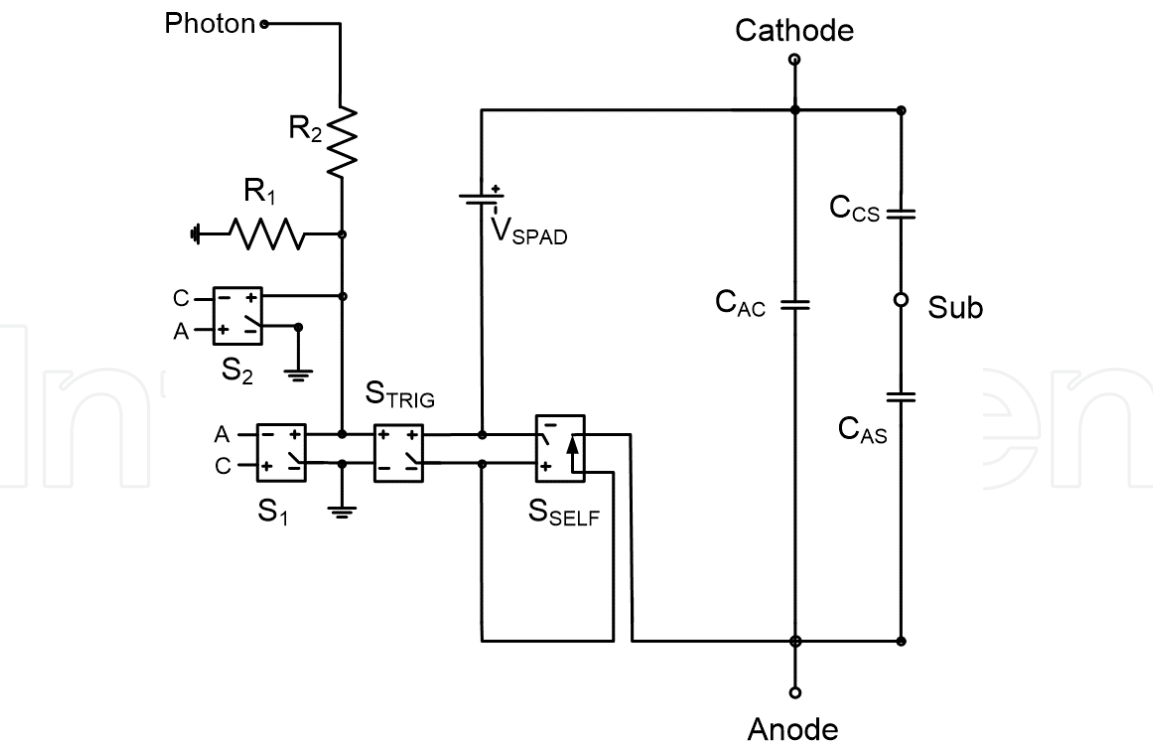 Photon
Cathode
R2
R1
VSPAD
CCS
C
A
S2
CAC
Sub
STRIG
CAS
A
C
S1
SSELF
Anode